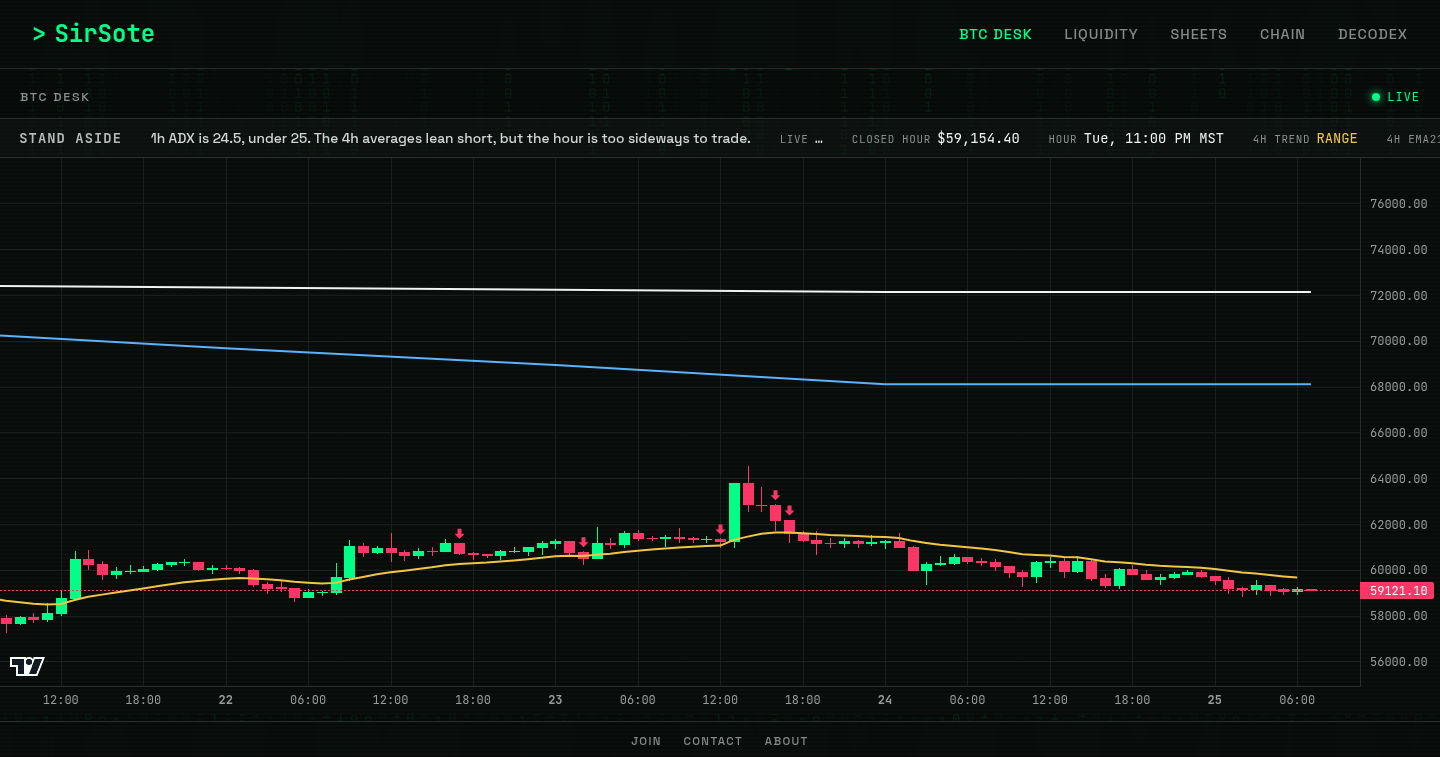 > SirSote
BTC DESK LIQUIDITY SHEETS CHAIN DECODEX
BTC DESK
LIVE
STAND ASIDE 1h ADX is 24.5, under 25. The 4h averages lean short, but the hour is too sideways to trade. LIVE … CLOSED HOUR $59,154.40 HOUR Tue, 11:00 PM MST 4H TREND RANGE 4H EMA21
76000.00
74000.00
72000.00
70000.00
68000.00
66000.00
64000.00
62000.00
60000.00
59121.10
58000.00
56000.00
12:00 18:00 22 06:00 12:00 18:00 23 06:00 12:00 18:00 24 06:00 12:00 18:00 25 06:00
JOIN CONTACT ABOUT